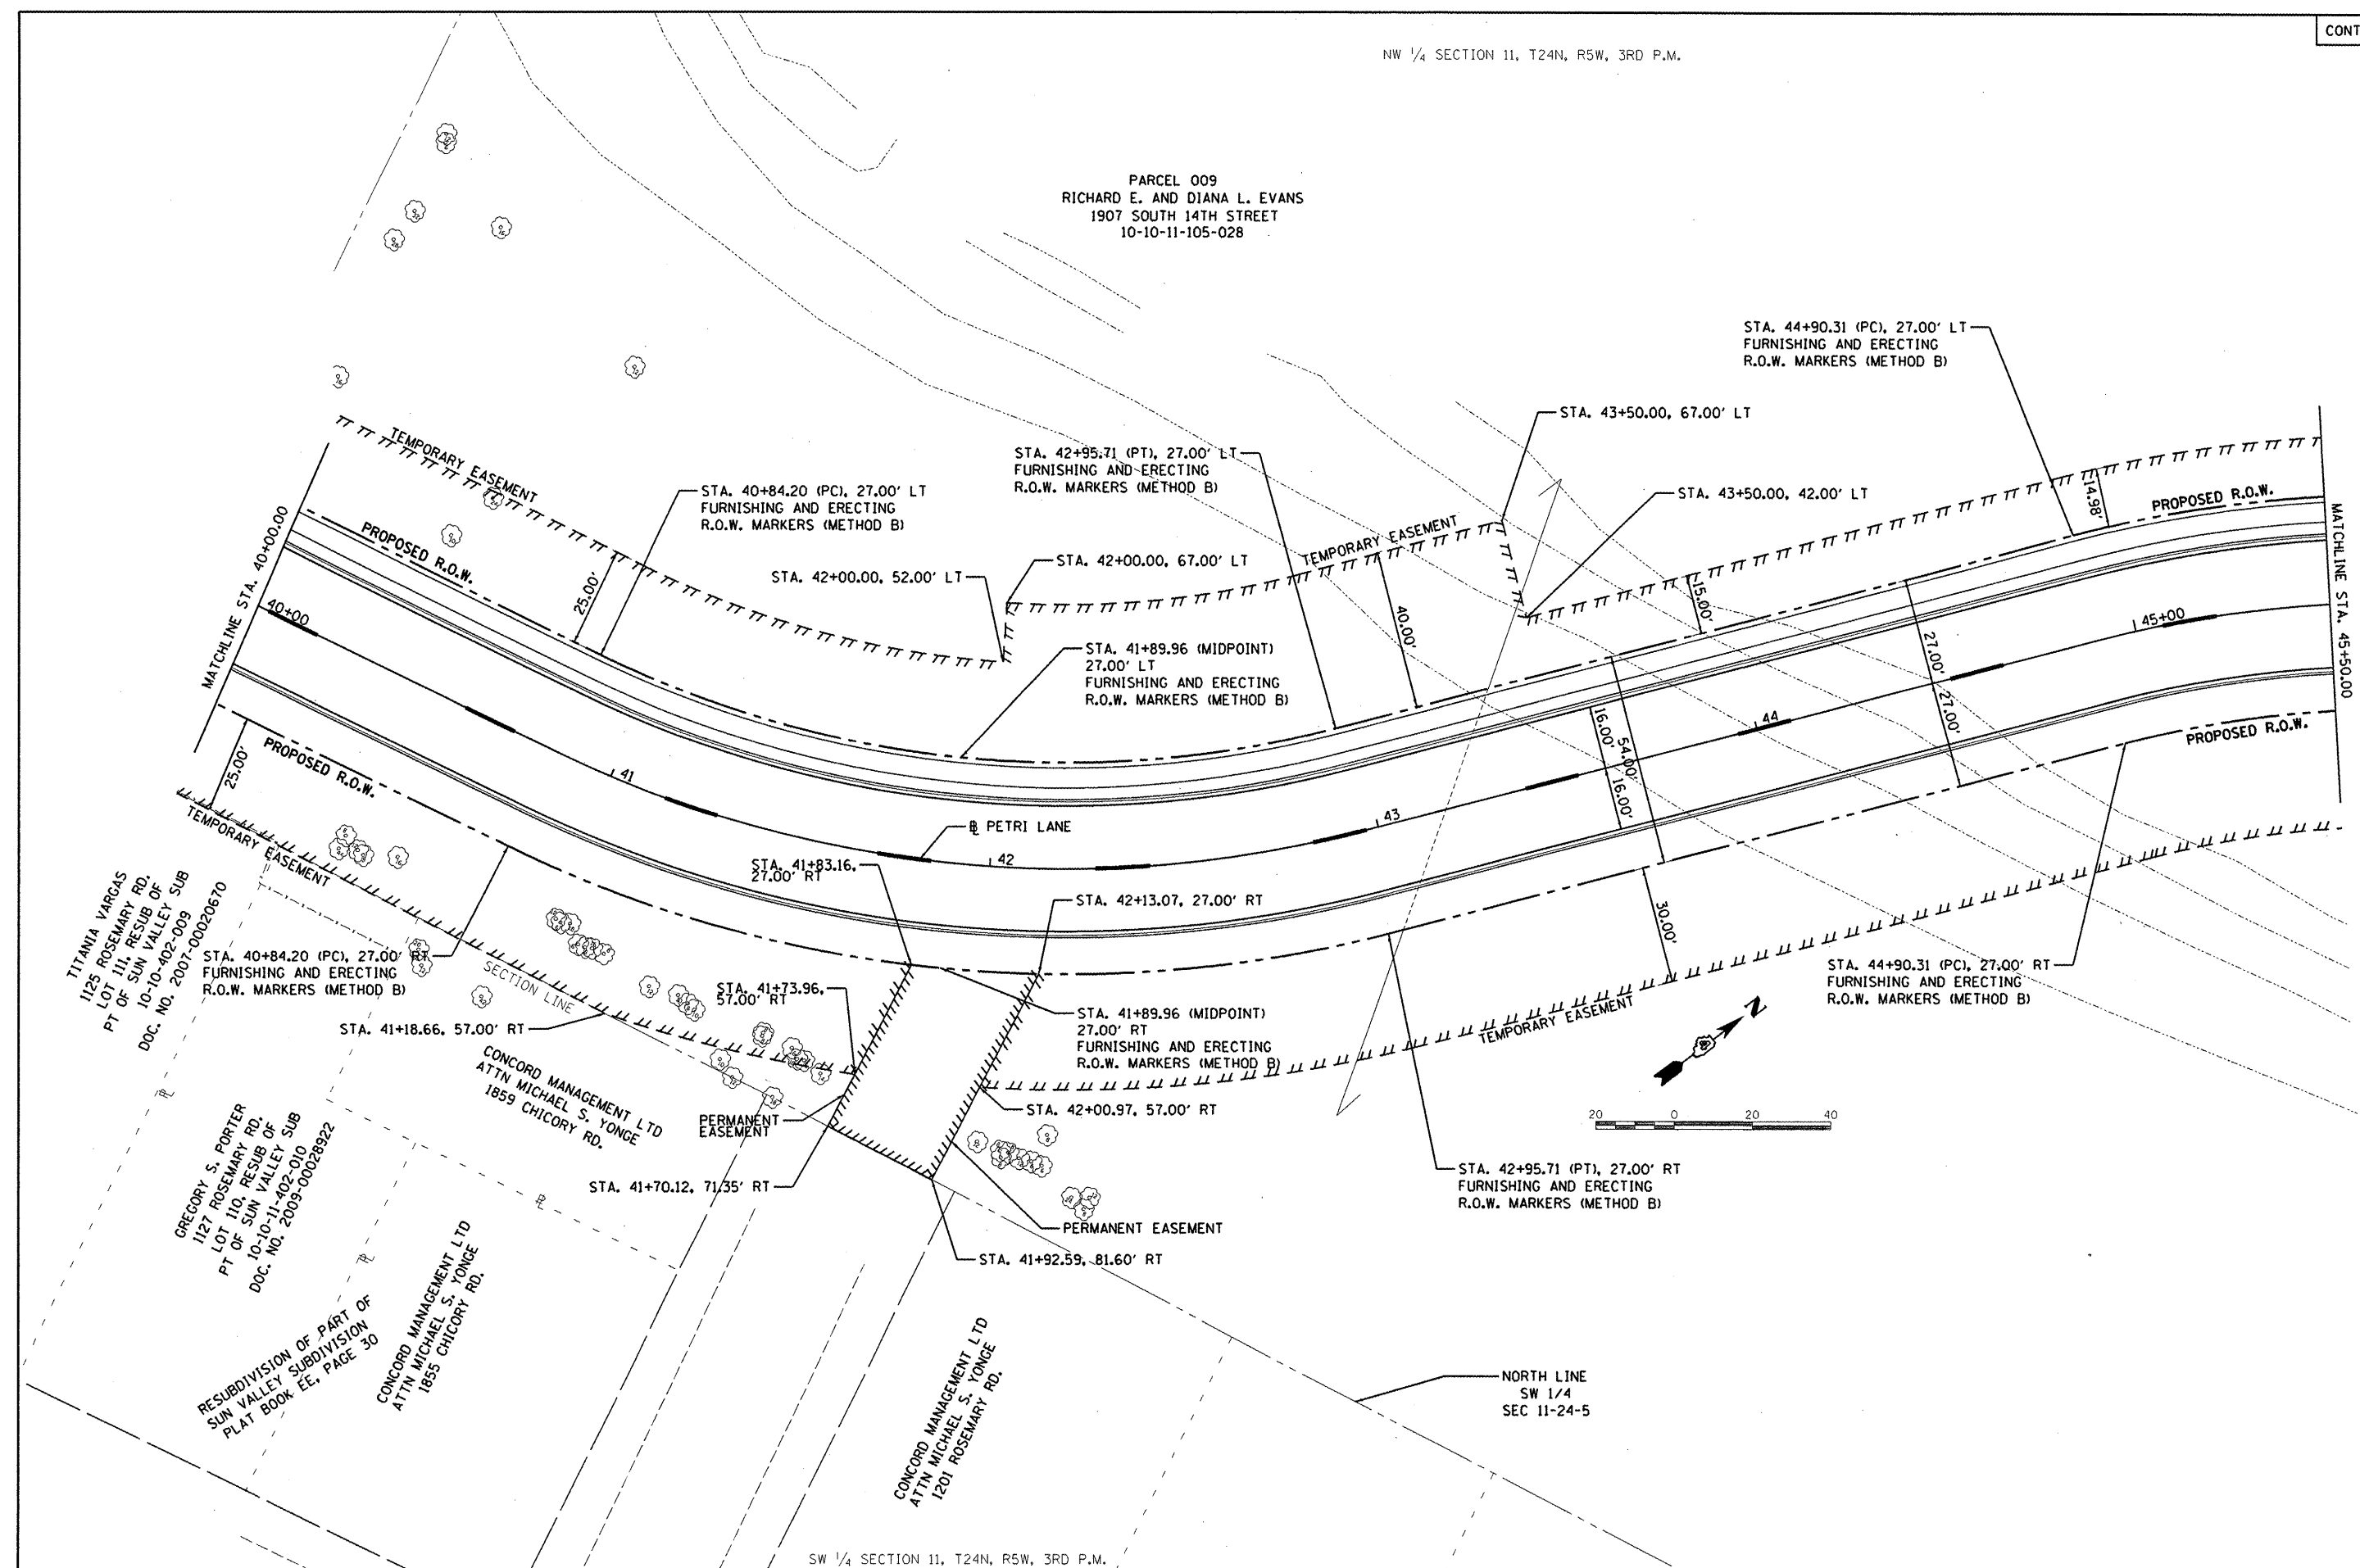 CONT
NW 1/4 SECTION 11, T24N, R5W, 3RD P.M.
PARCEL 009
RICHARD E. AND DIANA L. EVANS
1907 SOUTH 14TH STREET
10-10-11-105-028
STA. 44+90.31 (PC), 27.00' LT
FURNISHING AND ERECTING
R.O.W. MARKERS (METHOD B)
STA. 43+50.00, 67.00' LT
STA. 42+95.71 (PT), 27.00' LT
FURNISHING AND ERECTING
R.O.W. MARKERS (METHOD B)
STA. 43+50.00, 42.00' LT
TEMPORARY EASEMENT
STA. 40+84.20 (PC), 27.00' LT
FURNISHING AND ERECTING
R.O.W. MARKERS (METHOD B)
TEMPORARY EASEMENT
14.98'
PROPOSED R.O.W.
MATCHLINE STA. 45+50.00
MATCHLINE STA. 40+00.00
PROPOSED R.O.W.
25.00'
STA. 42+00.00, 52.00' LT
STA. 42+00.00, 67.00' LT
40.00'
15.00'
40+00
45+00
STA. 41+89.96 (MIDPOINT)
27.00' LT
FURNISHING AND ERECTING
R.O.W. MARKERS (METHOD B)
27.00'
27.00'
16.00'
54.00'
16.00'
44
PROPOSED R.O.W.
25.00'
PROPOSED R.O.W.
41
43
PETRI LANE
42
TEMPORARY EASEMENT
STA. 41+83.16,
27.00' RT
STA. 42+13.07, 27.00' RT
30.00'
TITANIA VARGAS
1125 ROSEMARY RD.
LOT 111, RESUB OF
PT OF SUN VALLEY SUB
10-10-402-009
DOC. NO. 2007-00020670
STA. 40+84.20 (PC), 27.00' RT
FURNISHING AND ERECTING
R.O.W. MARKERS (METHOD B)
SECTION LINE
STA. 41+73.96,
57.00' RT
STA. 41+18.66, 57.00' RT
STA. 41+89.96 (MIDPOINT)
27.00' RT
FURNISHING AND ERECTING
R.O.W. MARKERS (METHOD B)
TEMPORARY EASEMENT
STA. 44+90.31 (PC), 27.00' RT
FURNISHING AND ERECTING
R.O.W. MARKERS (METHOD B)
N
CONCORD MANAGEMENT LTD
ATTN MICHAEL S. YONGE
1859 CHICORY RD.
PERMANENT
EASEMENT
STA. 42+00.97, 57.00' RT
20 0 20 40
GREGORY S. PORTER
1127 ROSEMARY RD.
LOT 110, RESUB OF
PT OF SUN VALLEY SUB
10-10-11-402-010
DOC. NO. 2009-00028922
STA. 41+70.12, 71.35' RT
STA. 42+95.71 (PT), 27.00' RT
FURNISHING AND ERECTING
R.O.W. MARKERS (METHOD B)
PERMANENT EASEMENT
STA. 41+92.59, 81.60' RT
RESUBDIVISION OF PART OF
SUN VALLEY SUBDIVISION
PLAT BOOK EE, PAGE 30
CONCORD MANAGEMENT LTD
ATTN MICHAEL S. YONGE
1855 CHICORY RD.
CONCORD MANAGEMENT LTD
ATTN MICHAEL S. YONGE
1201 ROSEMARY RD.
NORTH LINE
SW 1/4
SEC 11-24-5
SW 1/4 SECTION 11, T24N, R5W, 3RD P.M.